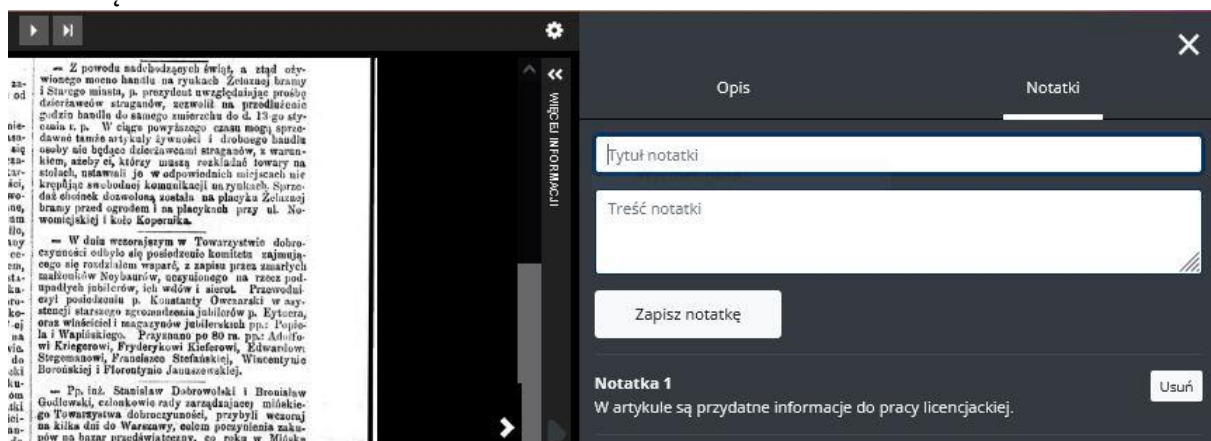 WIĘCEJ INFORMACJI
— Z powodu nadchodzących świąt, a ztąd oży-
wionego mocno handlu na rynkach Żelaznej bramy
i Starego miasta, p. prezydent uwzględniając prośbę
dzierżawców straganów, zezwolił na przedłużenie
godzin handlu do samego zmierzchu do d. 13-go sty-
cznia r. p. W ciągu powyższego czasu mogą sprze-
dawać tamże artykuły żywności i drobnego handlu
osoby nie będące dzierżawcami straganów, z warun-
kiem, ażeby ci, którzy muszą rozkładać towary na
stołach, ustawiali je w odpowiednich miejscach nie
krępując swobodnej komunikacji na rynkach. Sprze-
daż choinek dozwoloną została na placyku Żelaznej
bramy przed ogrodem i na placykach przy ul. No-
womiejskiej i koło Kopernika.
— W dniu wczorajszym w Towarzystwie dobro-
czynności odbyło się posiedzenie komitetu zajmują-
cego się rozdziałem wsparć, z zapisu przez zmarłych
małżonków Neybaurów, uczynionego na rzecz pod-
upadłych jubilerów, ich wdów i sierot. Przewodni-
czył posiedzeniu p. Konstanty Owczarski w asy-
stencji starszego zgromadzenia jubilerów p.
oraz właścicieli magazynów jubilerskich pp.: Popie-
la i Wapińskiego. Przyznano po 80 rs. pp.: Adolfo-
wi Kriegerowi, Fryderykowi Kieferowi, Edwardowi
Stegemanowi, Franciszce Stefańskiej, Wincentynie
Borońskiej i Florentynie Januszewskiej.
— Pp. inż. Stanisław Dobrowolski i Bronisław
Godlewski, członkowie rady zarządzającej mińskie-
go Towarzystwa dobroczynności, przybyli wczoraj
na kilka dni do Warszawy, celem poczynienia zaku-
pów na bazar przedświąteczny, co roku w Mińsku
Opis
Notatki
Tytuł notatki
Treść notatki
Zapisz notatkę
Notatka 1
Usuń
W artykule są przydatne informacje do pracy licencjackiej.